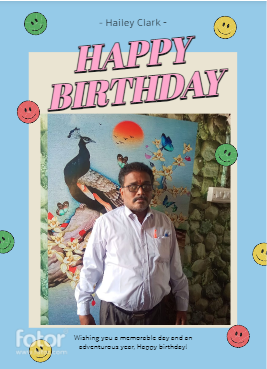 - Hailey Clark -
HAPPY
BIRTHDAY
Wishing you a memorable day and an
adventurous year. Happy birthday!
fotor